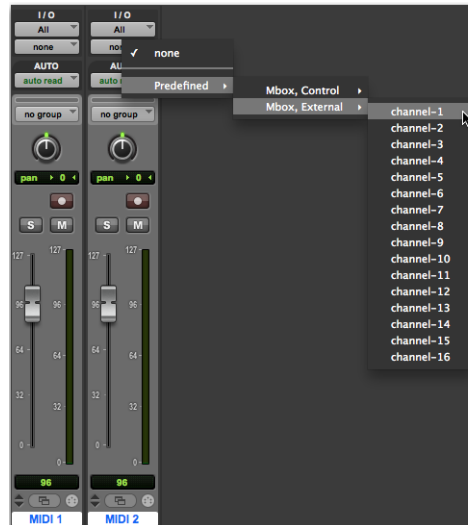 I/O
All
none
AUTO
auto read
no group
pan 0
S M
127
127
96
96
64
64
32
32
0
0
96
MIDI 1
I/O
All
AU
no group
pan 0
S M
127
127
96
96
64
64
32
32
0
0
96
MIDI 2
✓ none
Predefined
Mbox, Control
Mbox, External
channel-1
channel-2
channel-3
channel-4
channel-5
channel-6
channel-7
channel-8
channel-9
channel-10
channel-11
channel-12
channel-13
channel-14
channel-15
channel-16